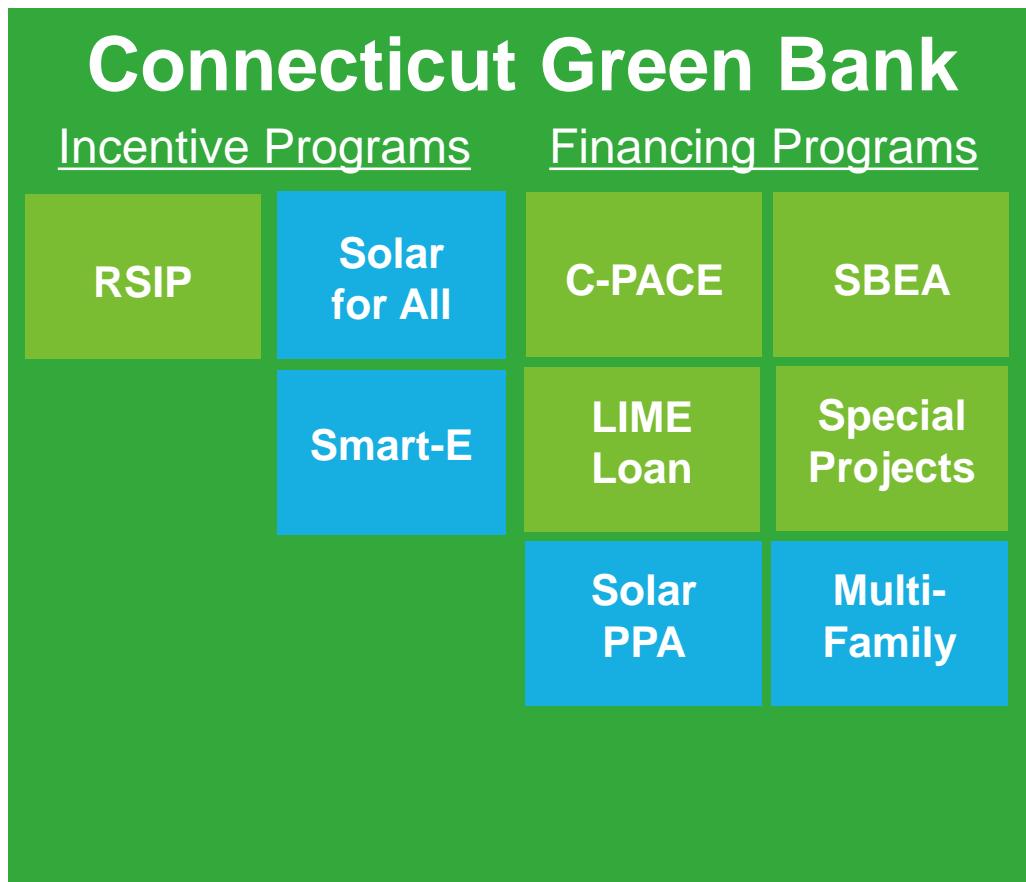 Connecticut Green Bank
Incentive Programs
Financing Programs
RSIP
Solar
for All
C-PACE
SBEA
Smart-E
LIME
Loan
Special
Projects
Solar
PPA
Multi-
Family